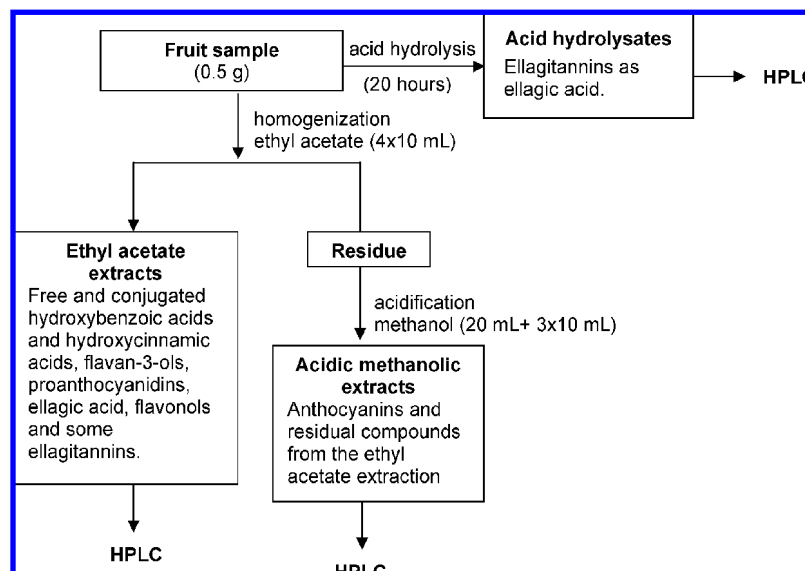 Fruit sample
(0.5 g)
acid hydrolysis
(20 hours)
Acid hydrolysates
Ellagitannins as
ellagic acid.
HPLC
homogenization
ethyl acetate (4x10 mL)
Ethyl acetate
extracts
Free and conjugated
hydroxybenzoic acids
and hydroxycinnamic
acids, flavan-3-ols,
proanthocyanidins,
ellagic acid, flavonols
and some
ellagitannins.
HPLC
Residue
acidification
methanol (20 mL+ 3x10 mL)
Acidic methanolic
extracts
Anthocyanins and
residual compounds
from the ethyl
acetate extraction
HPLC